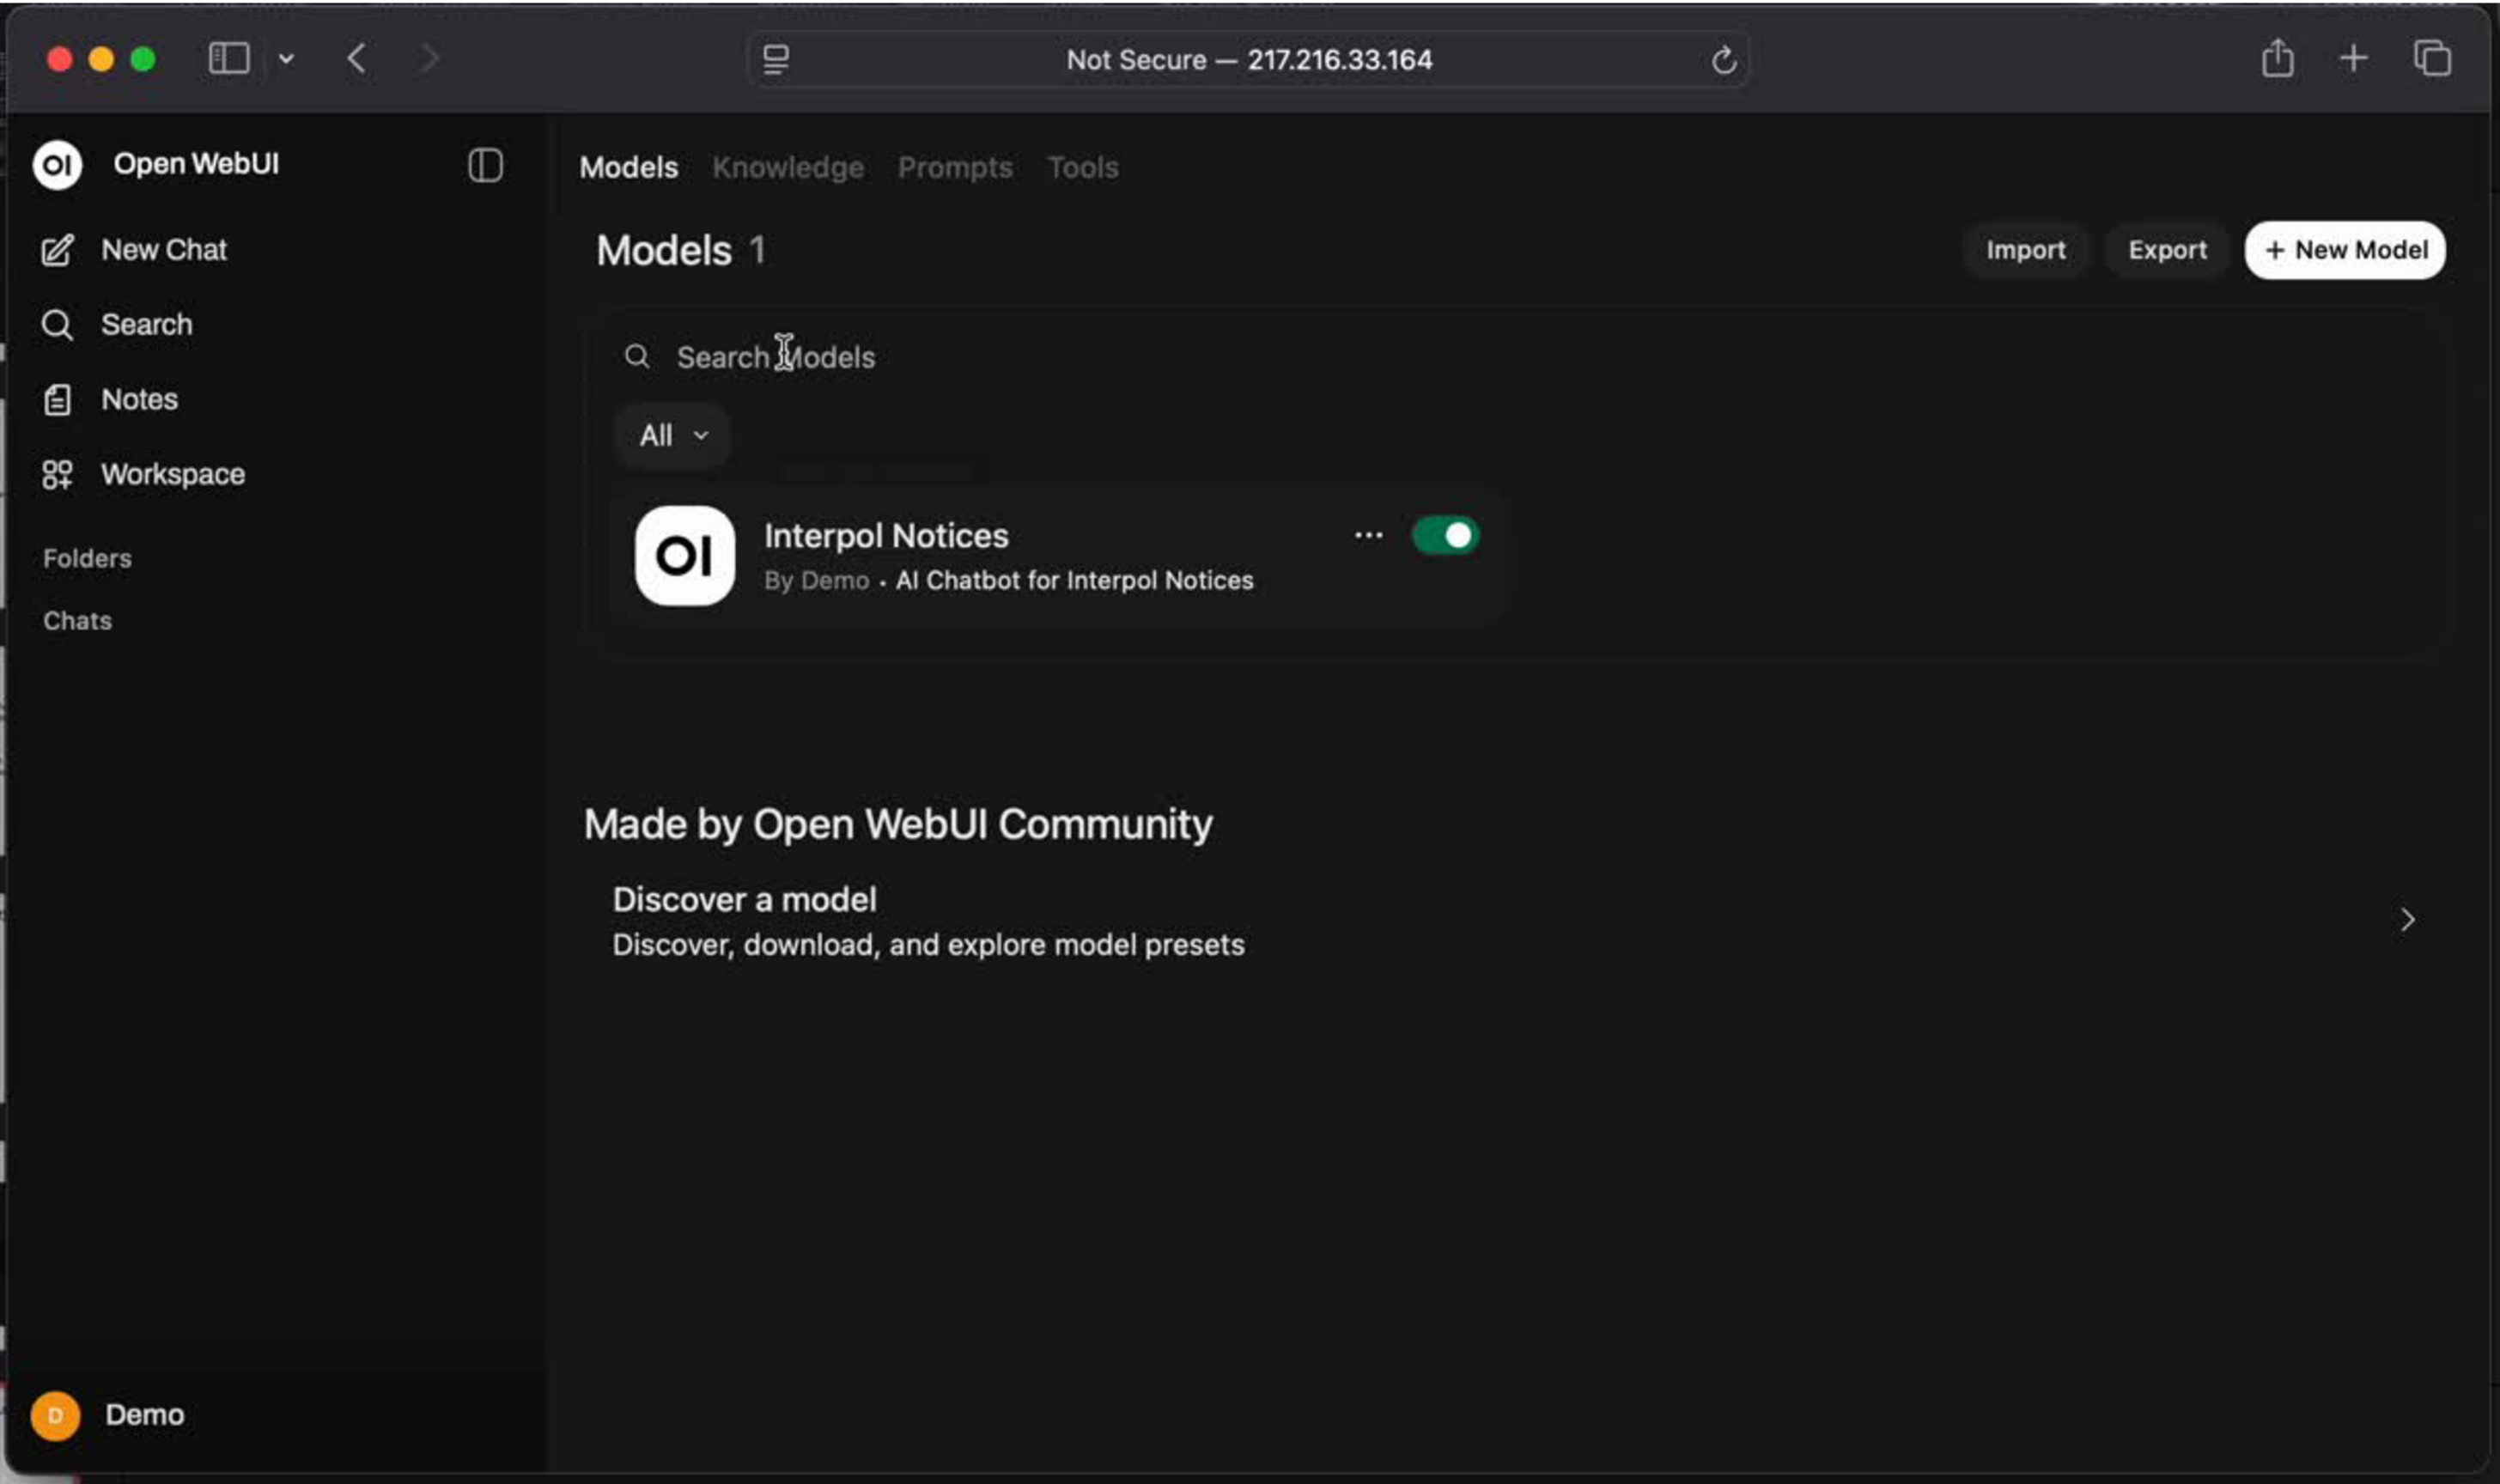 Not Secure — 217.216.33.164
OI Open WebUI
New Chat
Search
Notes
Workspace
Folders
Chats
D Demo
Models Knowledge Prompts Tools
Models 1
Import Export + New Model
Search Models
All
OI
Interpol Notices
By Demo • AI Chatbot for Interpol Notices
Made by Open WebUI Community
Discover a model
Discover, download, and explore model presets